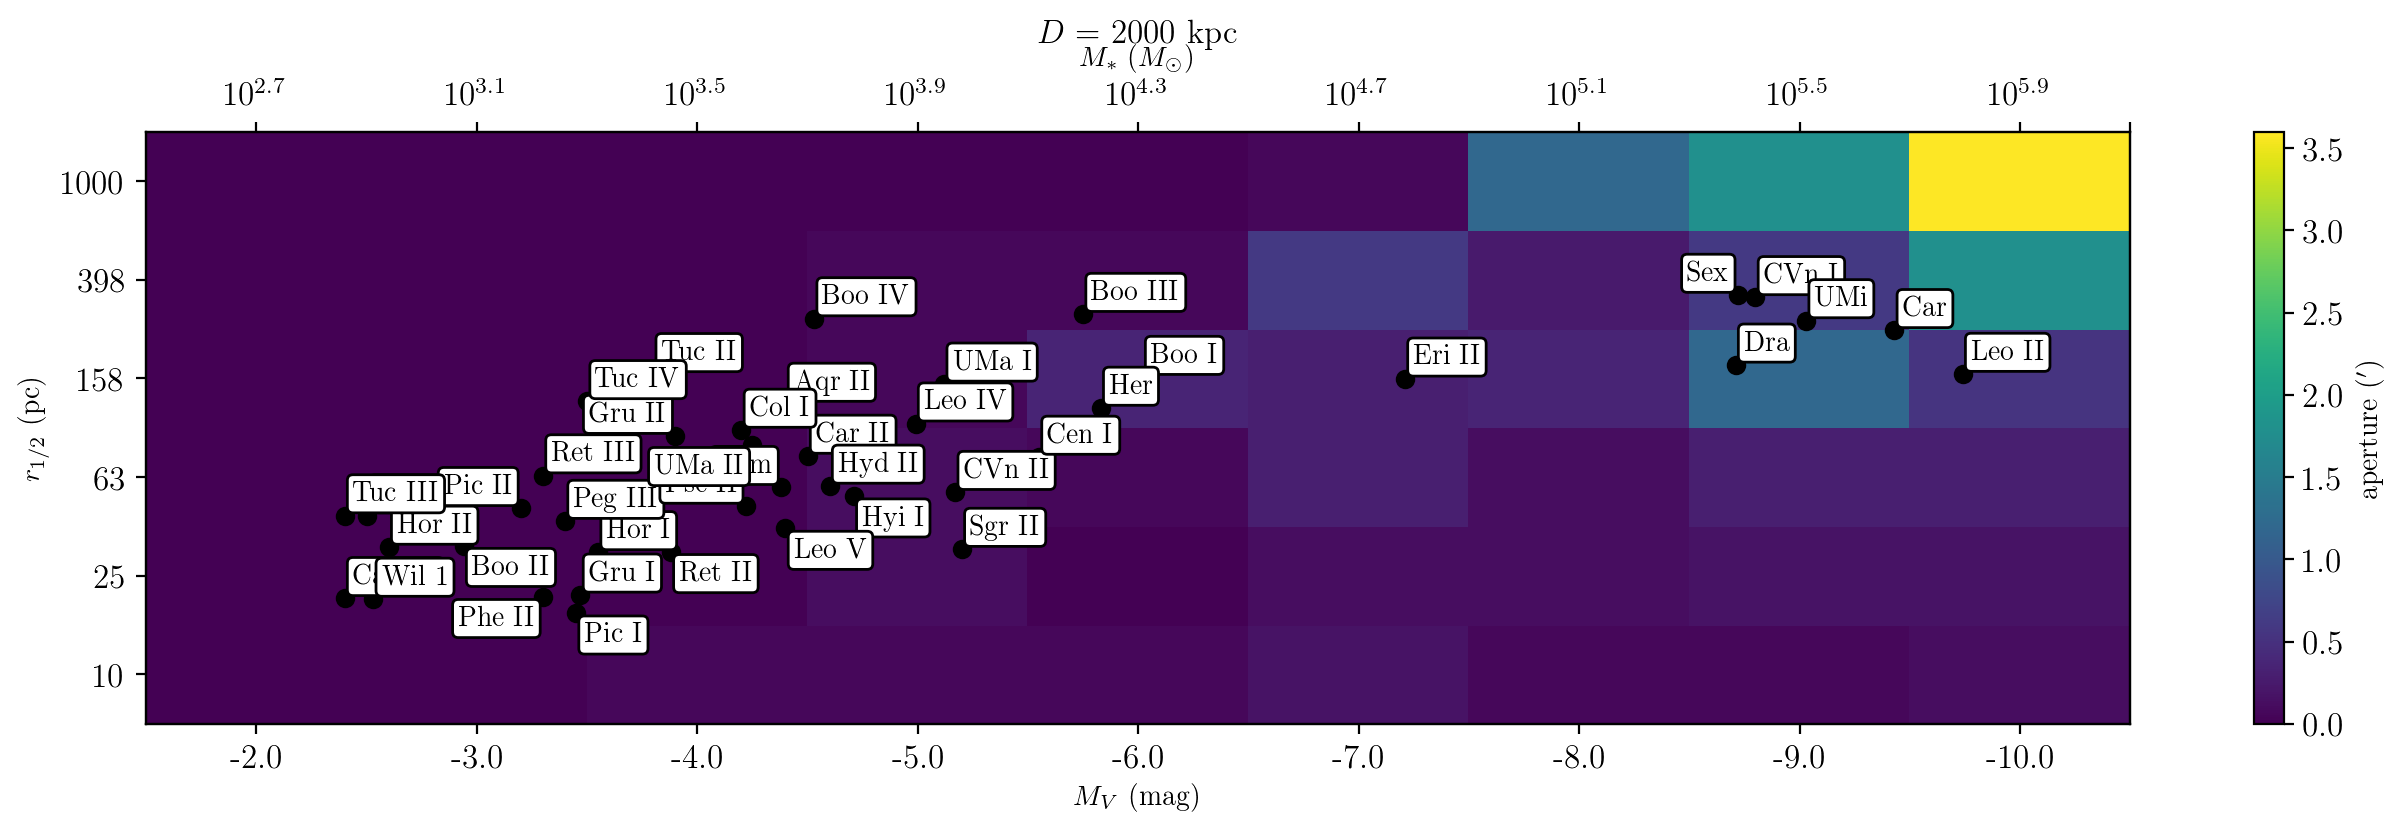 D = 2000 kpc
M* (M⊙)
10^2.7 10^3.1 10^3.5 10^3.9 10^4.3 10^4.7 10^5.1 10^5.5 10^5.9
1000
398
158
63
25
10
r1/2 (pc)
Boo IV
Boo III
Sex
CVn I
UMi
Car
Tuc II
Tuc IV
Aqr II
UMa I
Boo I
Eri II
Dra
Leo II
Gru II
Col I
Leo IV
Her
Ret III
Car II
Cen I
UMa II
Hyd II
CVn II
Tuc III
Pic II
Peg III
Hor II
Hor I
Hyi I
Sgr II
Leo V
Wil 1
Boo II
Gru I
Ret II
Phe II
Pic I
-2.0 -3.0 -4.0 -5.0 -6.0 -7.0 -8.0 -9.0 -10.0
MV (mag)
3.5
3.0
2.5
2.0
1.5
1.0
0.5
0.0
aperture (′)